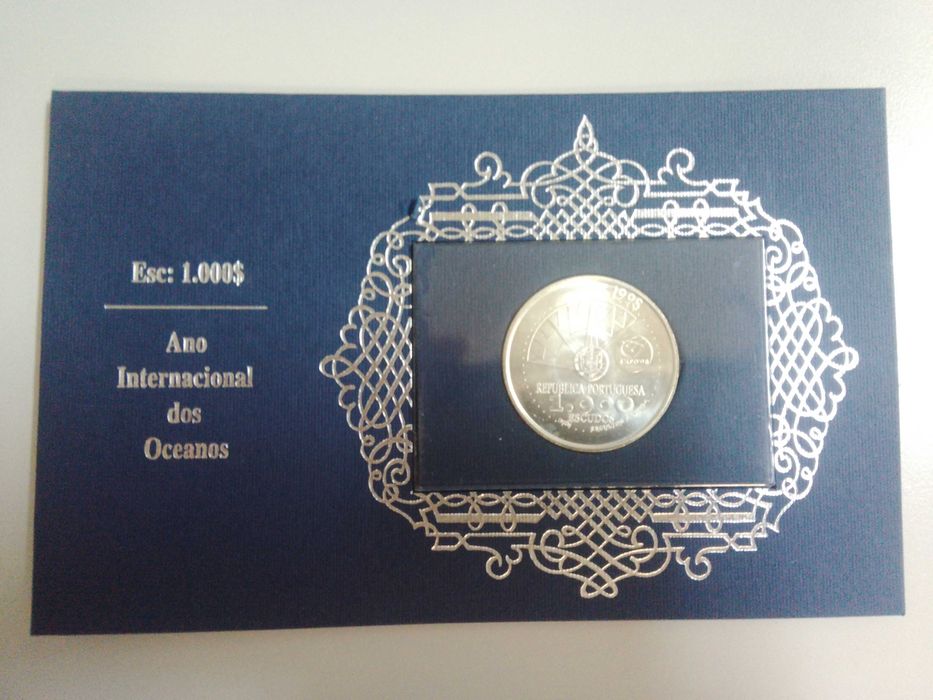 Esc: 1.000$
Ano
Internacional
dos
Oceanos
1998
REPUBLICA PORTUGUESA
ESCUDOS